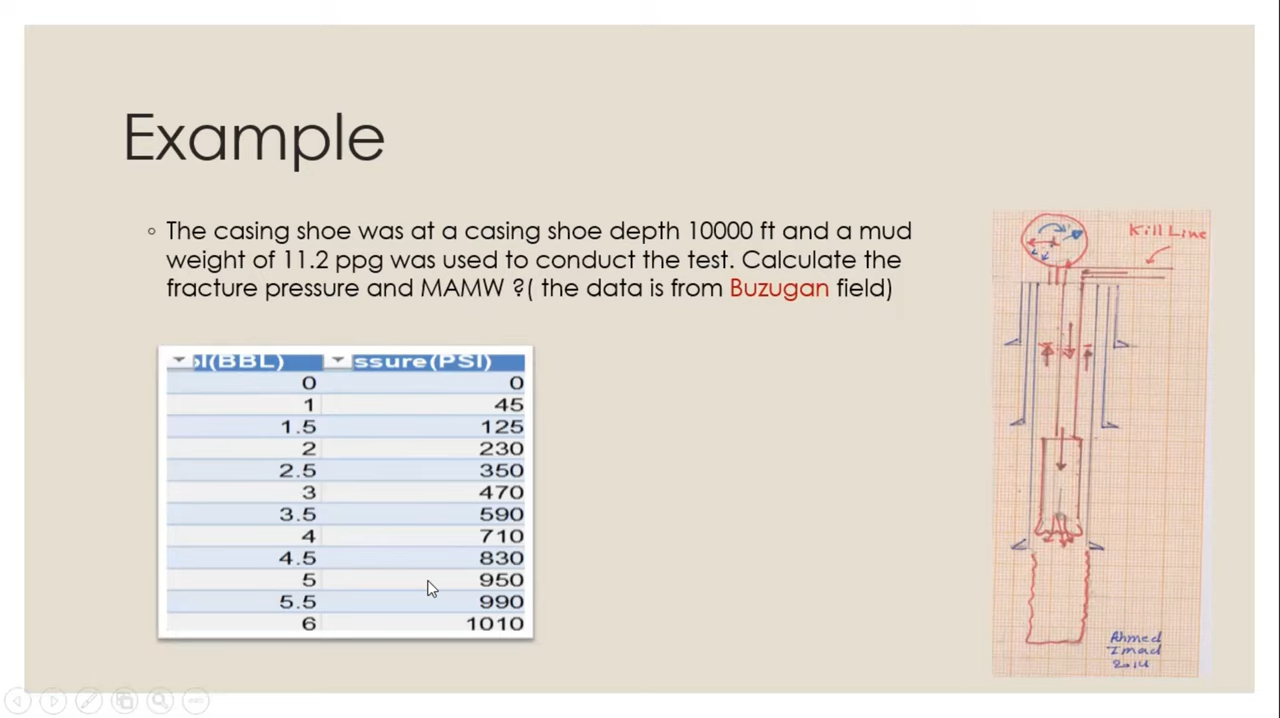 Example
The casing shoe was at a casing shoe depth 10000 ft and a mud
weight of 11.2 ppg was used to conduct the test. Calculate the
fracture pressure and MAMW ?( the data is from Buzugan field)
Kill Line
l(BBL) ssure(PSI)
0 0
1 45
1.5 125
2 230
2.5 350
3 470
3.5 590
4 710
4.5 830
5 950
5.5 990
6 1010
Ahmed
Imad
2014